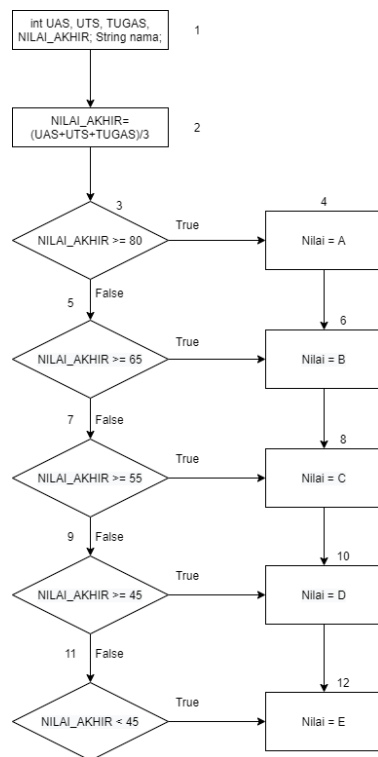 int UAS, UTS, TUGAS,
NILAI_AKHIR; String nama;
1
NILAI_AKHIR=
(UAS+UTS+TUGAS)/3
2
3
NILAI_AKHIR >= 80
True
4
Nilai = A
5
False
NILAI_AKHIR >= 65
True
6
Nilai = B
7
False
NILAI_AKHIR >= 55
True
8
Nilai = C
9
False
NILAI_AKHIR >= 45
True
10
Nilai = D
11
False
NILAI_AKHIR < 45
True
12
Nilai = E